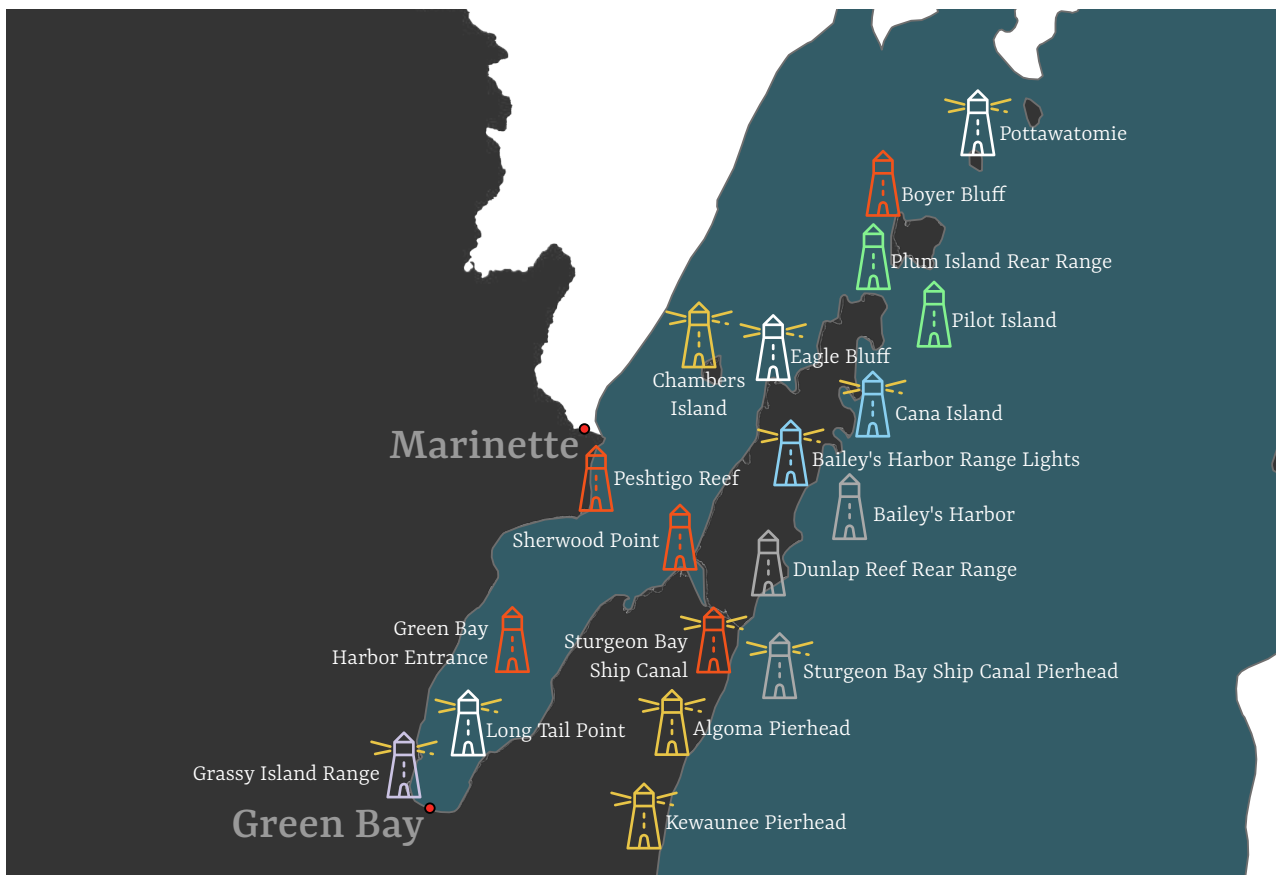 Pottawatomie
Boyer Bluff
Plum Island Rear Range
Pilot Island
Eagle Bluff
Chambers
Island
Cana Island
Marinette
Bailey's Harbor Range Lights
Peshtigo Reef
Bailey's Harbor
Sherwood Point
Dunlap Reef Rear Range
Green Bay
Harbor Entrance
Sturgeon Bay
Ship Canal
Sturgeon Bay Ship Canal Pierhead
Long Tail Point
Algoma Pierhead
Grassy Island Range
Green Bay
Kewaunee Pierhead